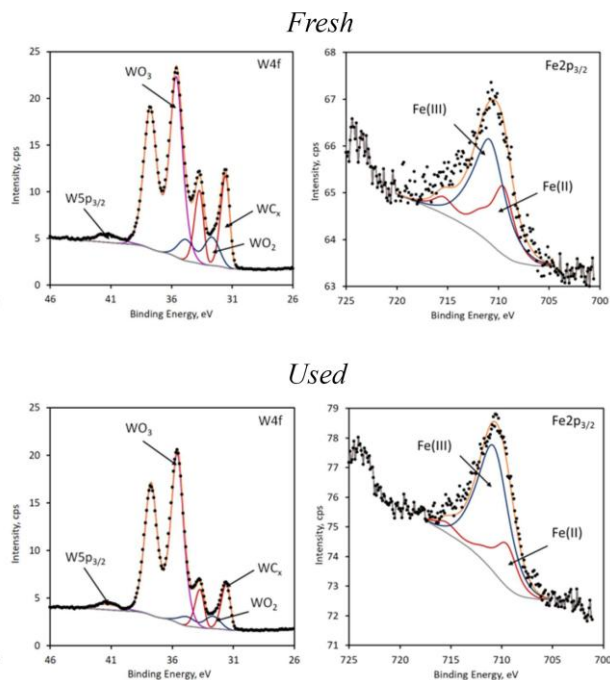 Fresh
W4f
WO3
W5p3/2
WCx
WO2
Intensity, cps
25
20
15
10
5
0
46 41 36 31 26
Binding Energy, eV
Fe2p3/2
Fe(III)
Fe(II)
Intensity, cps
68
67
66
65
64
63
725 720 715 710 705 700
Binding Energy, eV
Used
W4f
WO3
W5p3/2
WCx
WO2
Intensity, cps
25
20
15
10
5
0
46 41 36 31 26
Binding Energy, eV
Fe2p3/2
Fe(III)
Fe(II)
Intensity, cps
79
78
77
76
75
74
73
72
71
725 720 715 710 705 700
Binding Energy, eV